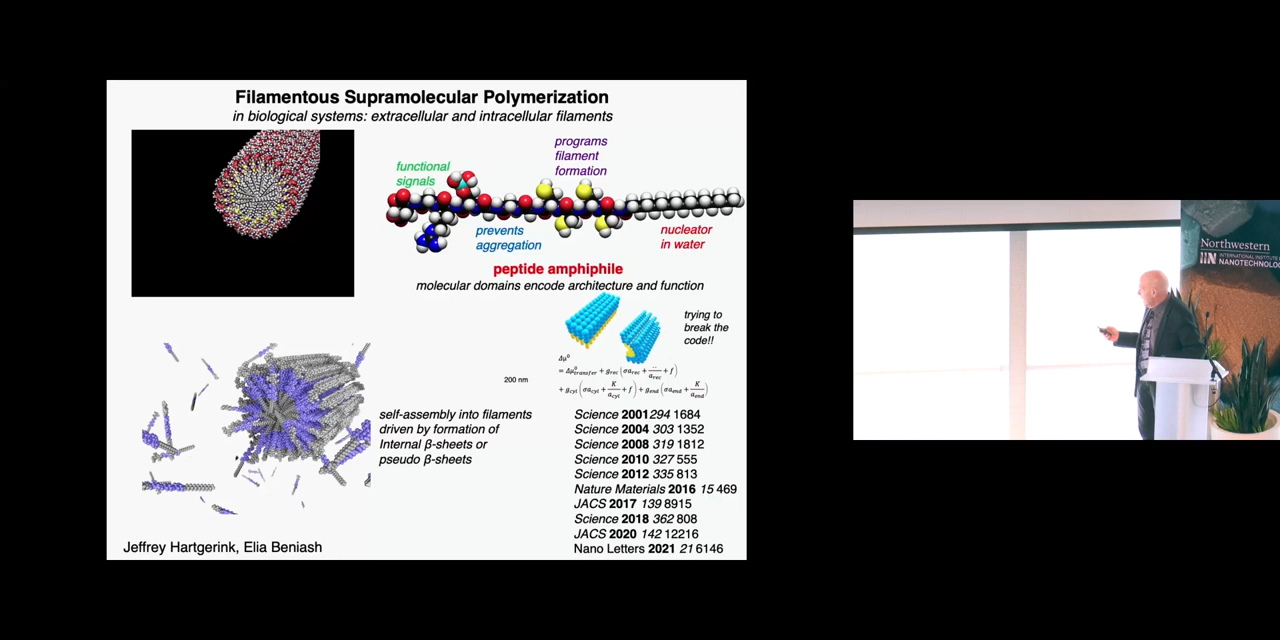 Filamentous Supramolecular Polymerization
in biological systems: extracellular and intracellular filaments
programs
filament
formation
functional
signals
prevents
aggregation
nucleator
in water
peptide amphiphile
molecular domains encode architecture and function
trying to
break the
code!!
200 nm
self-assembly into filaments
driven by formation of
Internal β-sheets or
pseudo β-sheets
Science 2001 294 1684
Science 2004 303 1352
Science 2008 319 1812
Science 2010 327 555
Science 2012 335 813
Nature Materials 2016 15 469
JACS 2017 139 8915
Science 2018 362 808
JACS 2020 142 12216
Nano Letters 2021 21 6146
Jeffrey Hartgerink, Elia Beniash
Northwestern
INTERNATIONAL INSTITUTE
NANOTECHNOLOG